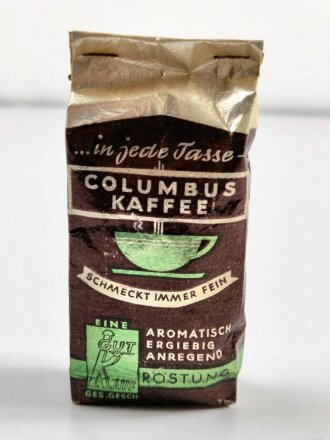 ...in jede Tasse-
COLUMBUS
KAFFEE
SCHMECKT IMMER FEIN
EINE
GUT
KAUF
GES. GESCH
AROMATISCH
ERGIEBIG
ANREGEND
RÖSTUNG